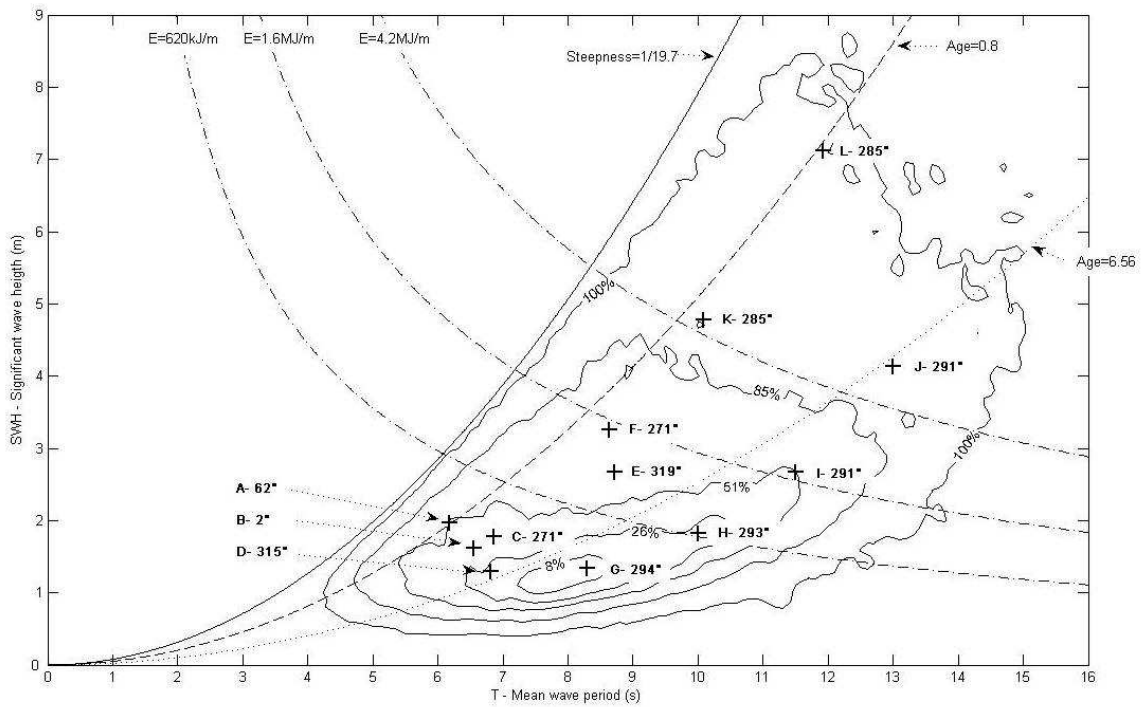 9
E=620kJ/m
E=1.6MJ/m
E=4.2MJ/m
Steepness=1/19.7
Age=0.8
8
7
L- 285°
6
Age=6.56
100%
5
K- 285°
SWH - Significant wave heigth (m)
4
J- 291°
85%
3
F- 271°
100%
E- 319°
I- 291°
A- 62°
51%
2
B- 2°
C- 271°
26%
H- 293°
D- 315°
8%
G- 294°
1
0
0 1 2 3 4 5 6 7 8 9 10 11 12 13 14 15 16
T - Mean wave period (s)